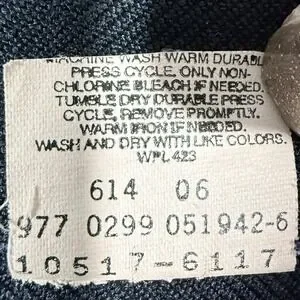 MACHINE WASH WARM DURABLE
PRESS CYCLE. ONLY NON-
CHLORINE BLEACH IF NEEDED.
TUMBLE DRY DURABLE PRESS
CYCLE, REMOVE PROMPTLY.
WARM IRON IF NEEDED.
WASH AND DRY WITH LIKE COLORS.
WPL 423
614 06
977 0299 051942-6
10517-6117